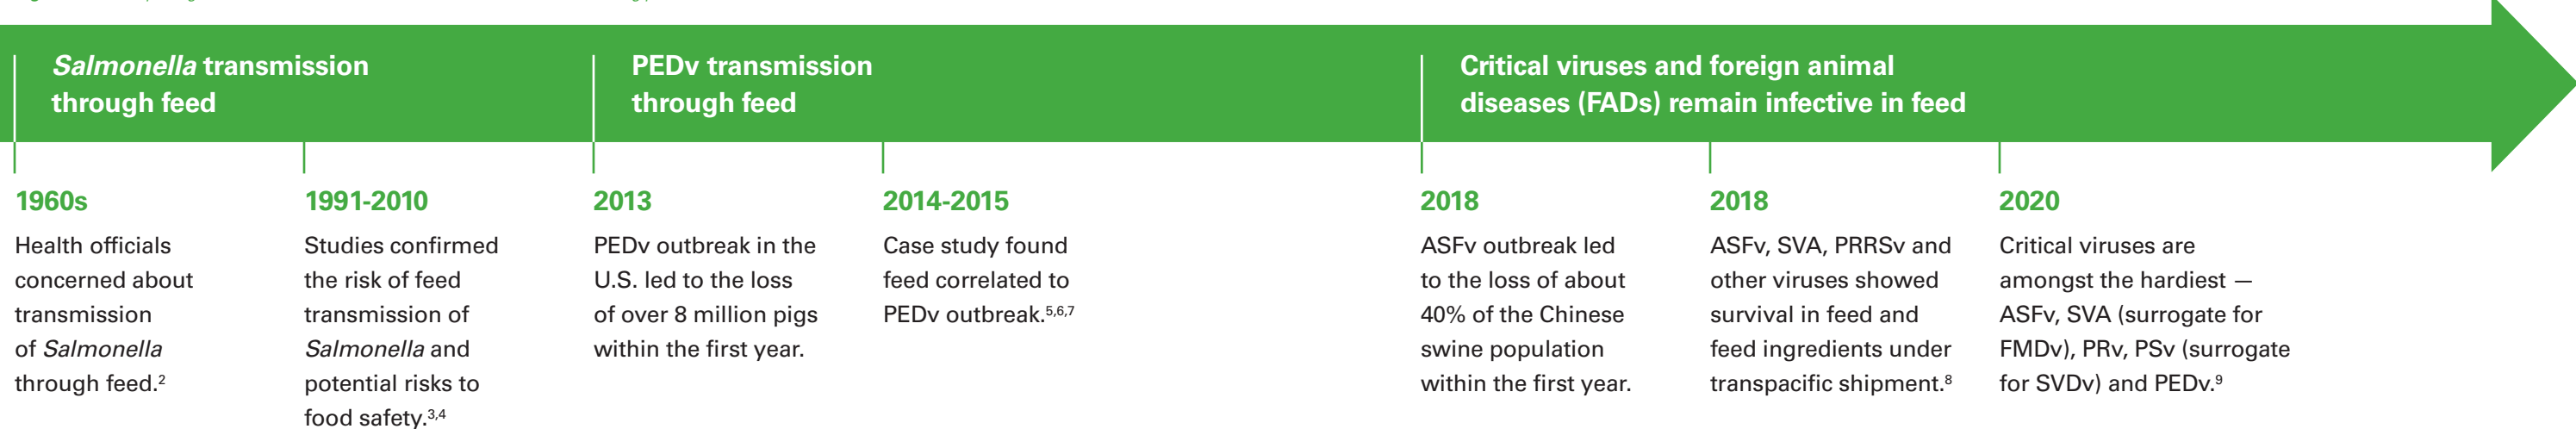 Salmonella transmission
through feed
PEDv transmission
through feed
Critical viruses and foreign animal
diseases (FADs) remain infective in feed
1960s
Health officials
concerned about
transmission
of Salmonella
through feed.2
1991-2010
Studies confirmed
the risk of feed
transmission of
Salmonella and
potential risks to
food safety.3,4
2013
PEDv outbreak in the
U.S. led to the loss
of over 8 million pigs
within the first year.
2014-2015
Case study found
feed correlated to
PEDv outbreak.5,6,7
2018
ASFv outbreak led
to the loss of about
40% of the Chinese
swine population
within the first year.
2018
ASFv, SVA, PRRSv and
other viruses showed
survival in feed and
feed ingredients under
transpacific shipment.8
2020
Critical viruses are
amongst the hardiest —
ASFv, SVA (surrogate for
FMDv), PRv, PSv (surrogate
for SVDv) and PEDv.9